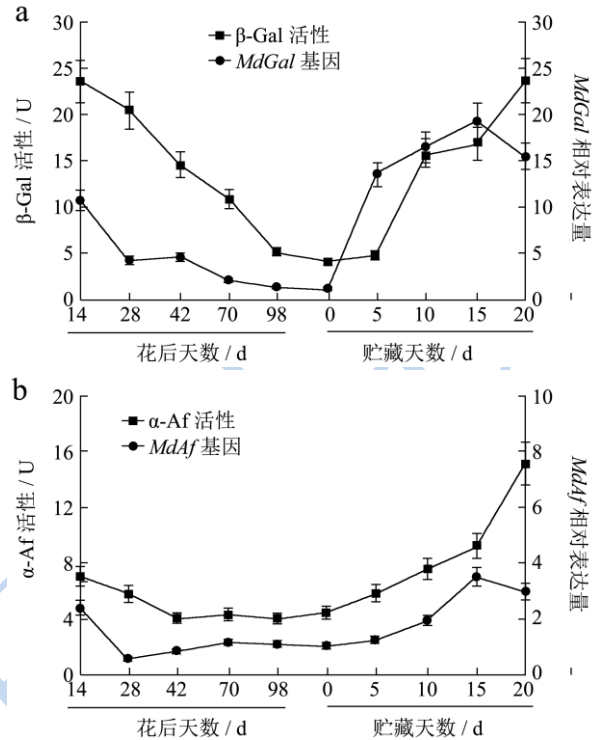 a
β-Gal 活性
MdGal 基因
β-Gal 活性 / U
MdGal 相对表达量
30 30
25 25
20 20
15 15
10 10
5 5
0 0 -
14 28 42 70 98 0 5 10 15 20
花后天数 / d 贮藏天数 / d
b
α-Af 活性
MdAf 基因
α-Af 活性 / U
MdAf 相对表达量
20 10
16 8
12 6
8 4
4 2
0 0 -
14 28 42 70 98 0 5 10 15 20
花后天数 / d 贮藏天数 / d